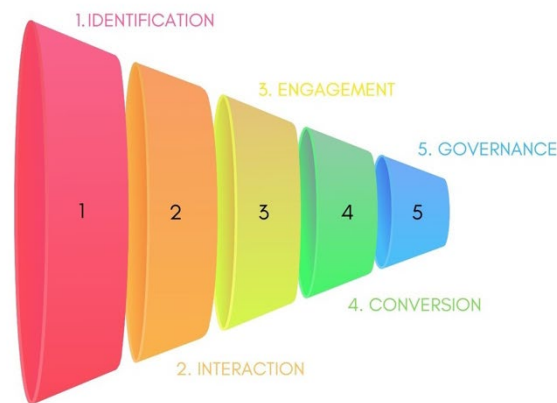 1. IDENTIFICATION
3. ENGAGEMENT
5. GOVERNANCE
1
2
3
4
5
4. CONVERSION
2. INTERACTION